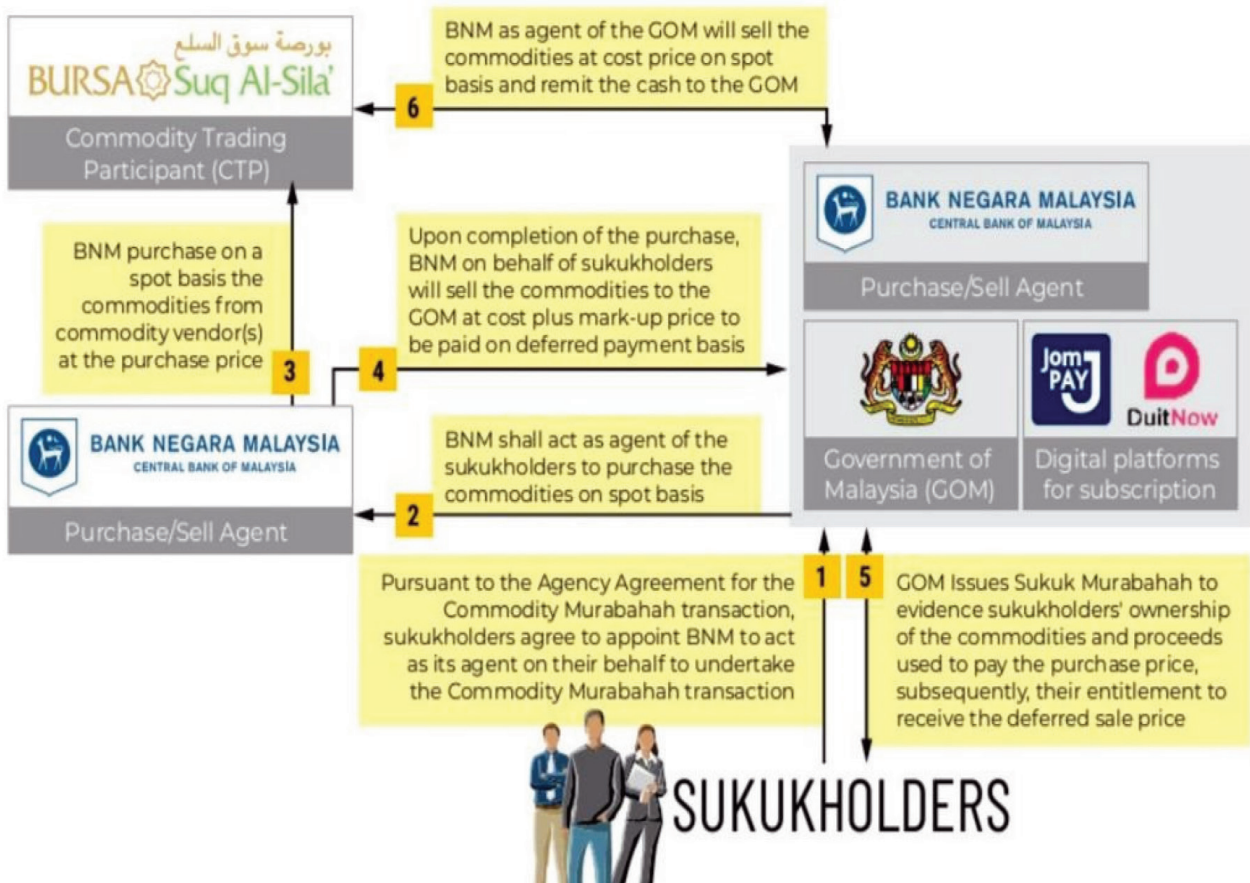 بورصة سوق السلع
BURSA Suq Al-Sila'
Commodity Trading
Participant (CTP)
6
BNM as agent of the GOM will sell the
commodities at cost price on spot
basis and remit the cash to the GOM
BANK NEGARA MALAYSIA
CENTRAL BANK OF MALAYSIA
Purchase/Sell Agent
Government of
Malaysia (GOM)
Jom
PAY
DuitNow
Digital platforms
for subscription
BNM purchase on a
spot basis the
commodities from
commodity vendor(s)
at the purchase price
3
Upon completion of the purchase,
BNM on behalf of sukukholders
will sell the commodities to the
GOM at cost plus mark-up price to
be paid on deferred payment basis
4
BANK NEGARA MALAYSIA
CENTRAL BANK OF MALAYSIA
Purchase/Sell Agent
BNM shall act as agent of the
sukukholders to purchase the
commodities on spot basis
2
Pursuant to the Agency Agreement for the
Commodity Murabahah transaction,
sukukholders agree to appoint BNM to act
as its agent on their behalf to undertake
the Commodity Murabahah transaction
1
5
GOM Issues Sukuk Murabahah to
evidence sukukholders' ownership
of the commodities and proceeds
used to pay the purchase price,
subsequently, their entitlement to
receive the deferred sale price
SUKUKHOLDERS